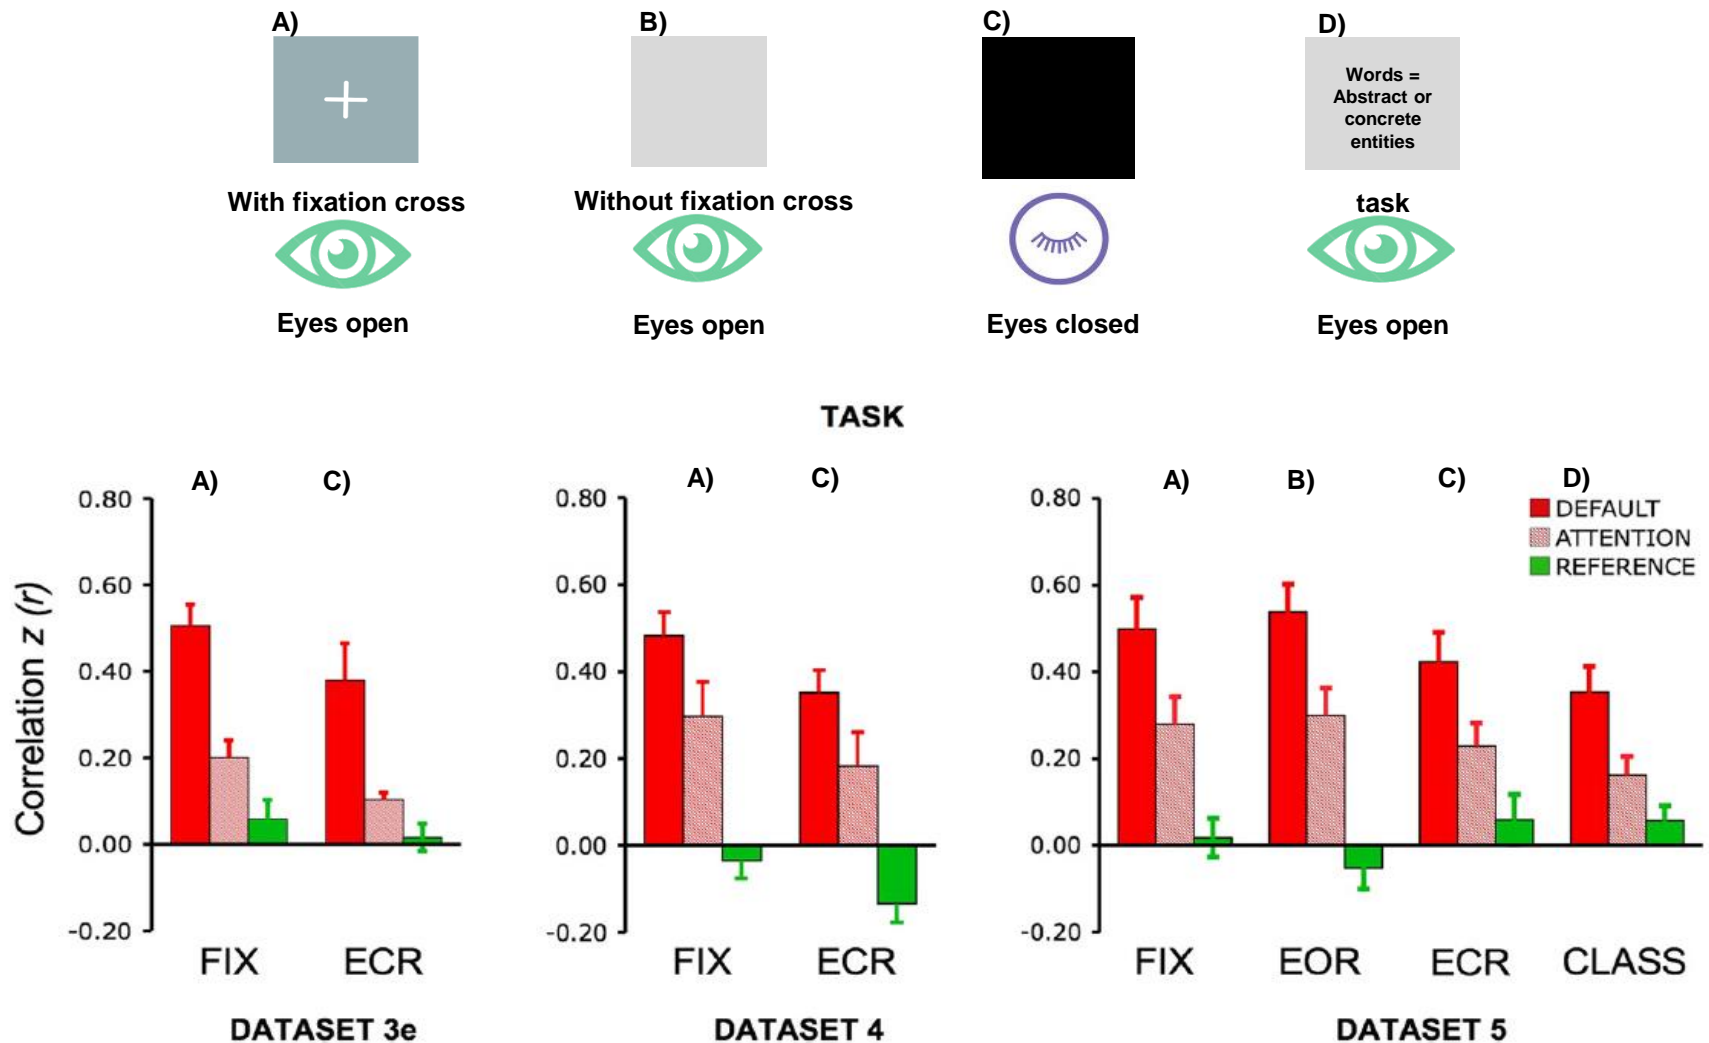 A)
B)
C)
D)
Words =
Abstract or
concrete
entities
With fixation cross
Without fixation cross
task
Eyes open
Eyes open
Eyes closed
Eyes open
TASK
A)
C)
A)
C)
A)
B)
C)
D)
DEFAULT
ATTENTION
REFERENCE
Correlation z (r)
0.80
0.60
0.40
0.20
0.00
-0.20
FIX
ECR
DATASET 3e
0.80
0.60
0.40
0.20
0.00
-0.20
FIX
ECR
DATASET 4
0.80
0.60
0.40
0.20
0.00
-0.20
FIX
EOR
ECR
CLASS
DATASET 5